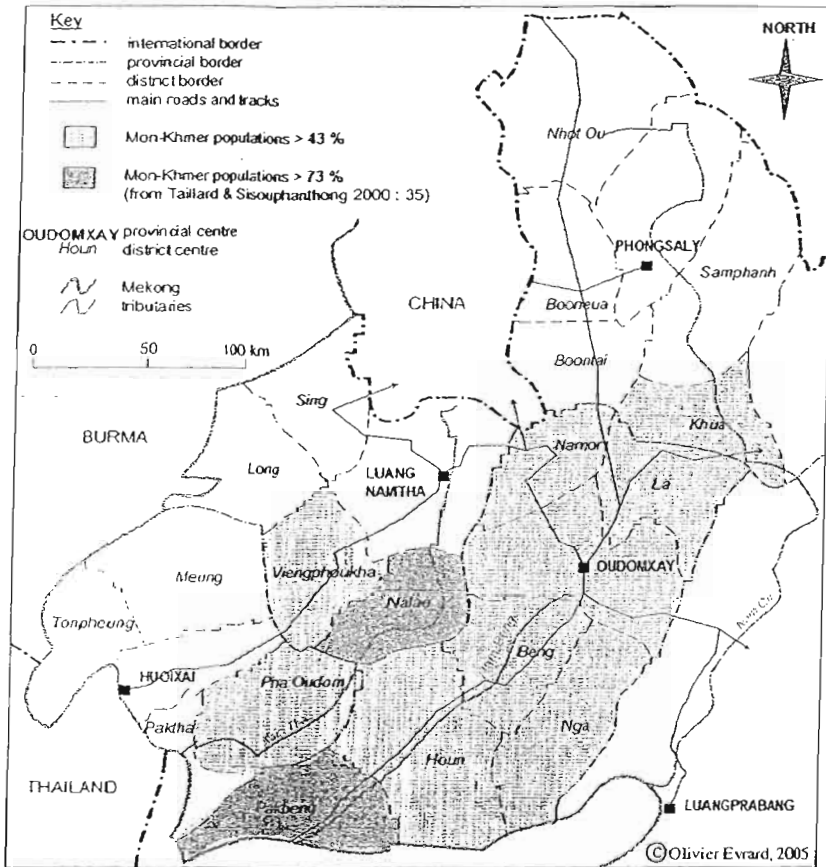 Key
international border
provincial border
district border
main roads and tracks
Mon-Khmer populations > 43 %
Mon-Khmer populations > 73 %
(from Taillard & Sisouphanthong 2000 : 35)
OUDOMXAY provincial centre
Houn district centre
Mekong
tributaries
0 50 100 km
NORTH
Nhot Ou
PHONGSALY
Samphanh
CHINA
Booneua
Boontai
Sing
BURMA
Khua
Namor
Long
LUANG
NAMTHA
La
Viengphoukha
OUDOMXAY
Meung
Nalae
Tonpheung
Beng
HUOIXAI
Pha Oudom
Nga
Paktha
Houn
THAILAND
Pakbeng
LUANGPRABANG
© Olivier Evrard, 2005